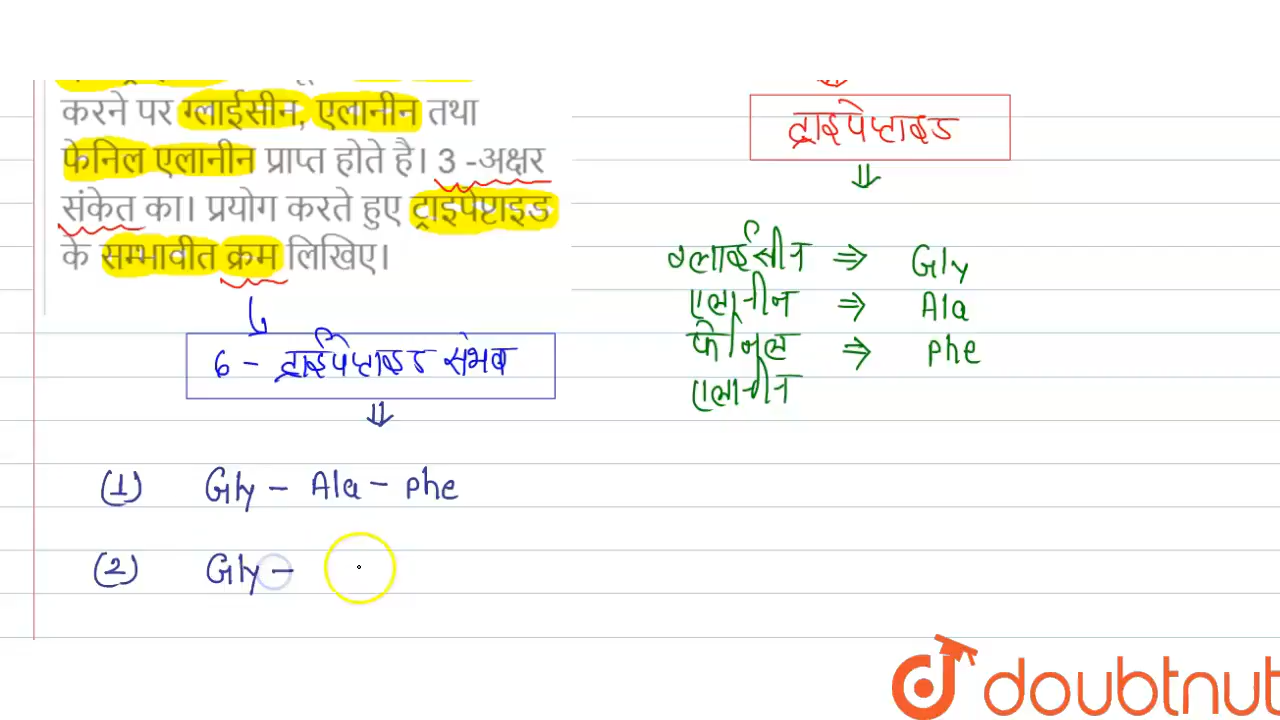 करने पर ग्लाईसीन, एलानीन तथा
फेनिल एलानीन प्राप्त होते है। 3 -अक्षर
संकेत का। प्रयोग करते हुए ट्राइपेप्टाइड
के सम्भावीत क्रम लिखिए।
6 - ट्राईपेप्टाइड संभव
⇓
(1) Gly - Ala - phe
(2) Gly -
ट्राइपेप्टाइड
⇓
ग्लाईसीन ⇒ Gly
एलानीन ⇒ Ala
फेनिल ⇒ phe
एलानीन
doubtnut